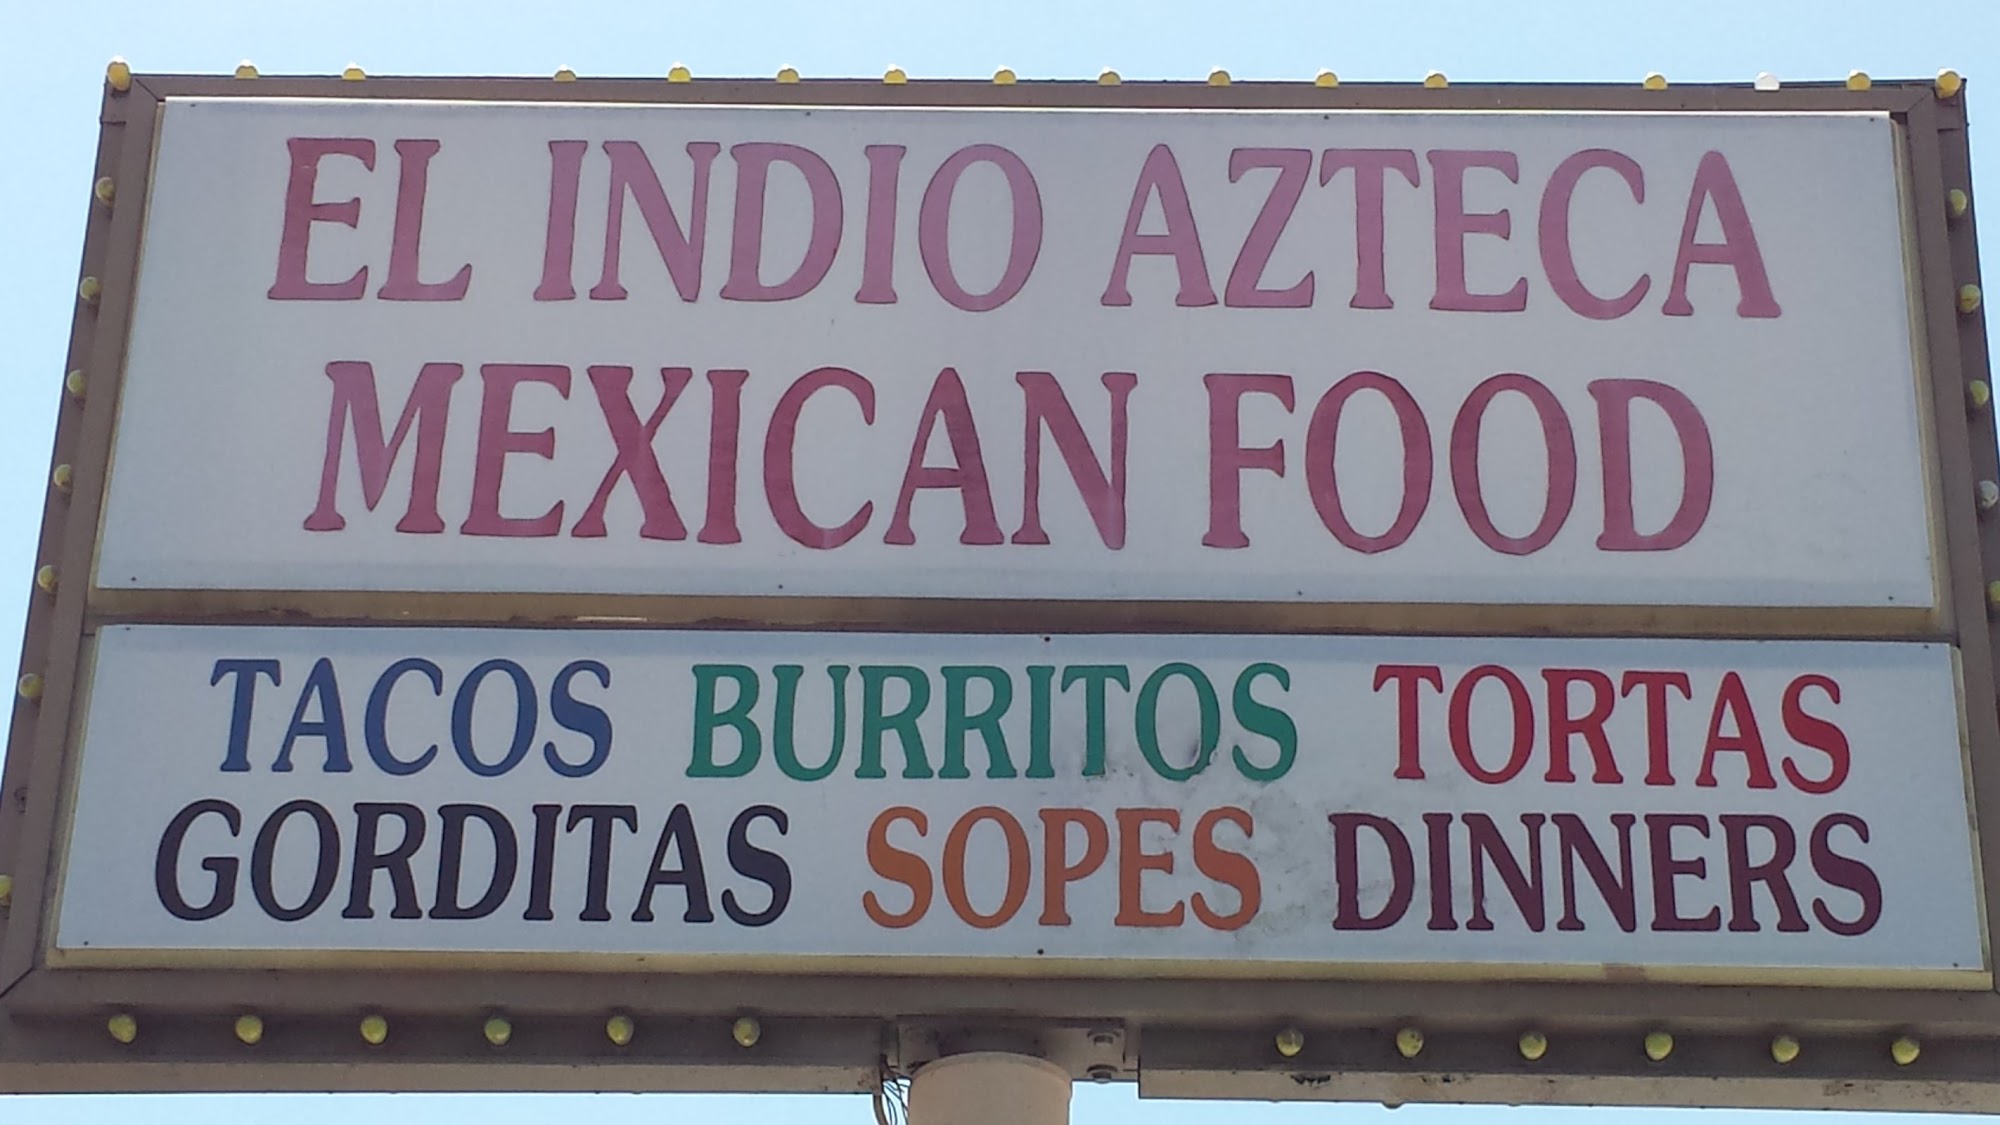 EL INDIO AZTECA
MEXICAN FOOD
TACOS BURRITOS TORTAS
GORDITAS SOPES DINNERS